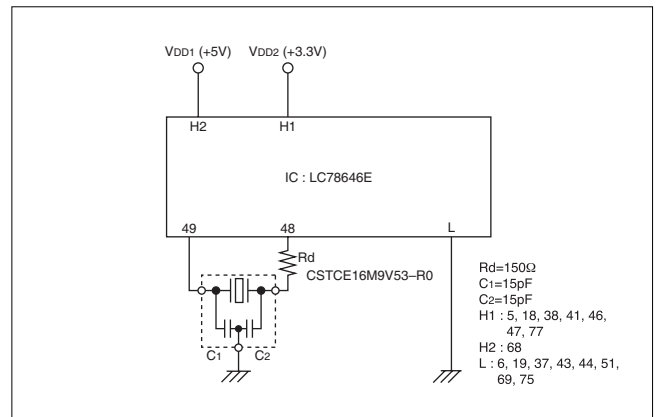 VDD1 (+5V) VDD2 (+3.3V)
H2 H1
IC : LC78646E
49 48 L
Rd
CSTCE16M9V53–R0
C1 C2
Rd=150Ω
C1=15pF
C2=15pF
H1 : 5, 18, 38, 41, 46,
47, 77
H2 : 68
L : 6, 19, 37, 43, 44, 51,
69, 75